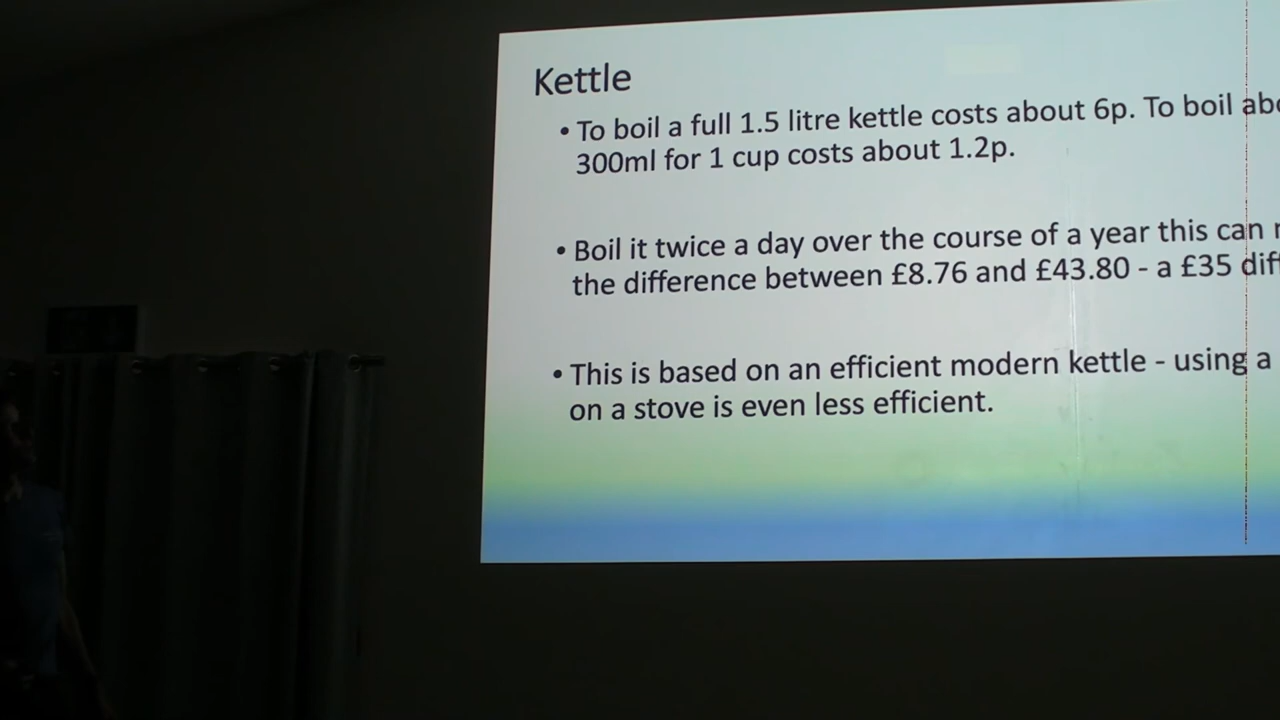 Kettle
• To boil a full 1.5 litre kettle costs about 6p. To boil
300ml for 1 cup costs about 1.2p.
• Boil it twice a day over the course of a year this can
the difference between £8.76 and £43.80 - a £35
• This is based on an efficient modern kettle - using a
on a stove is even less efficient.